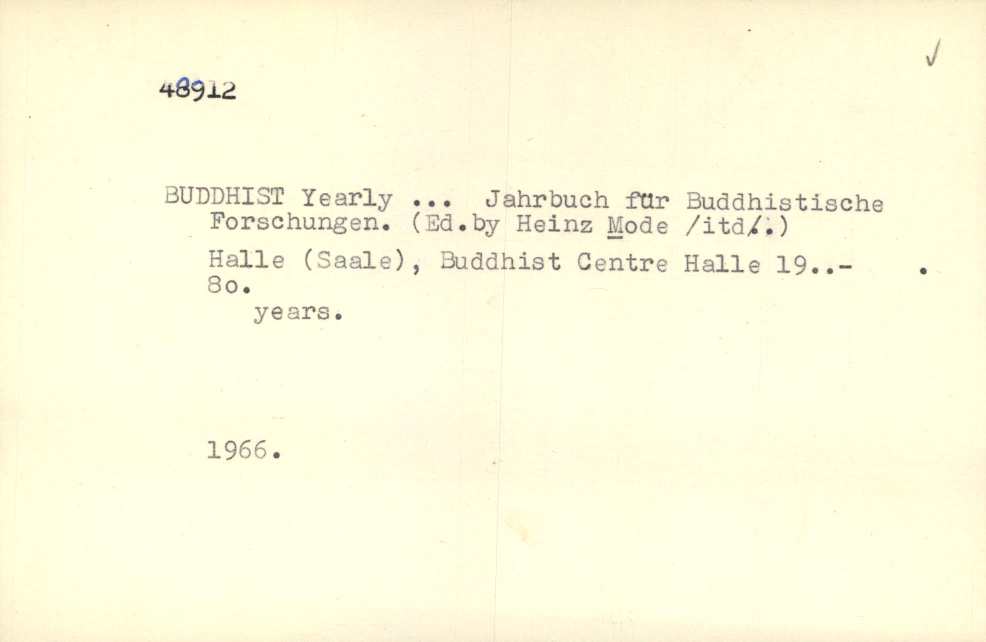 48912
BUDDHIST Yearly ... Jahrbuch für Buddhistische
Forschungen. (Ed.by Heinz Mode /itd/.)
Halle (Saale), Buddhist Centre Halle 19..- .
8o.
years.
1966.